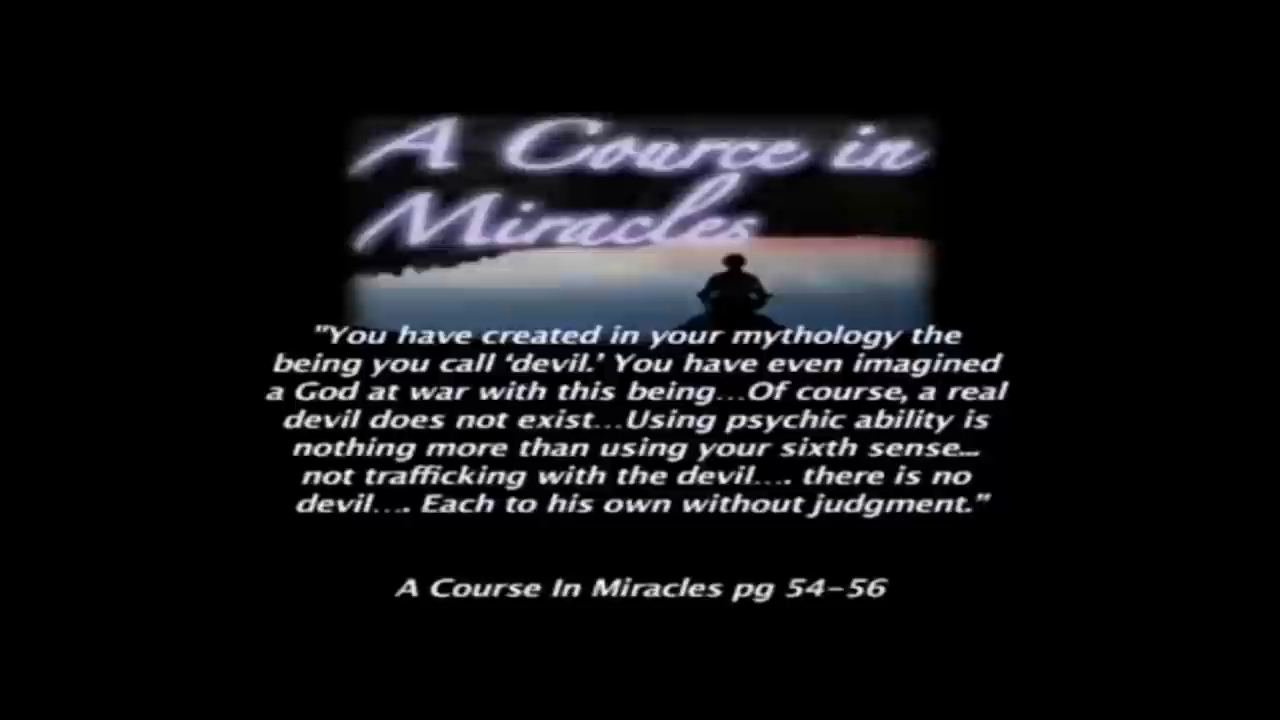 A Cource in
Miracles
"You have created in your mythology the
being you call ‘devil.’ You have even imagined
a God at war with this being...Of course, a real
devil does not exist...Using psychic ability is
nothing more than using your sixth sense...
not trafficking with the devil.... there is no
devil.... Each to his own without judgment."
A Course In Miracles pg 54-56